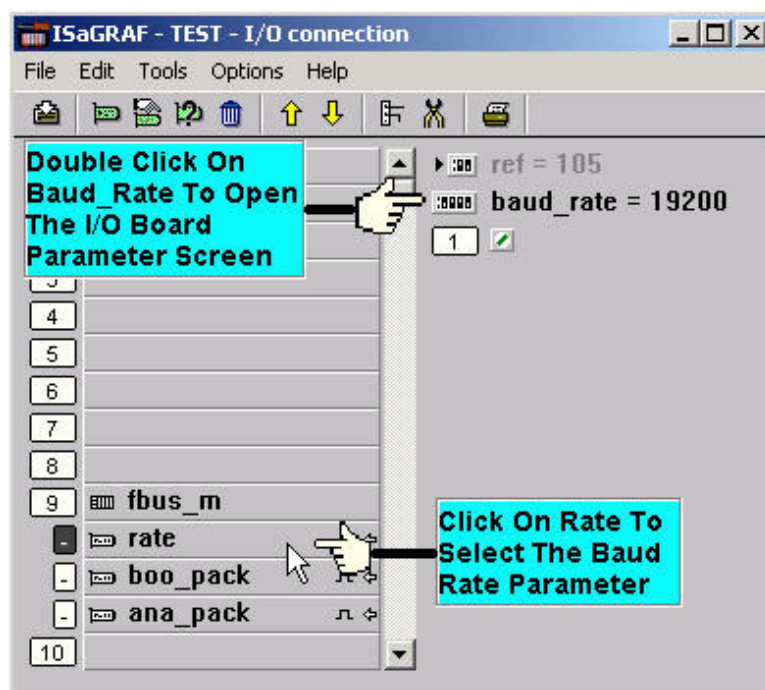 ISaGRAF - TEST - I/O connection
File Edit Tools Options Help
Double Click On
Baud_Rate To Open
The I/O Board
Parameter Screen
ref = 105
baud_rate = 19200
1
3
4
5
6
7
8
9 fbus_m
- rate
- boo_pack
- ana_pack
10
Click On Rate To
Select The Baud
Rate Parameter